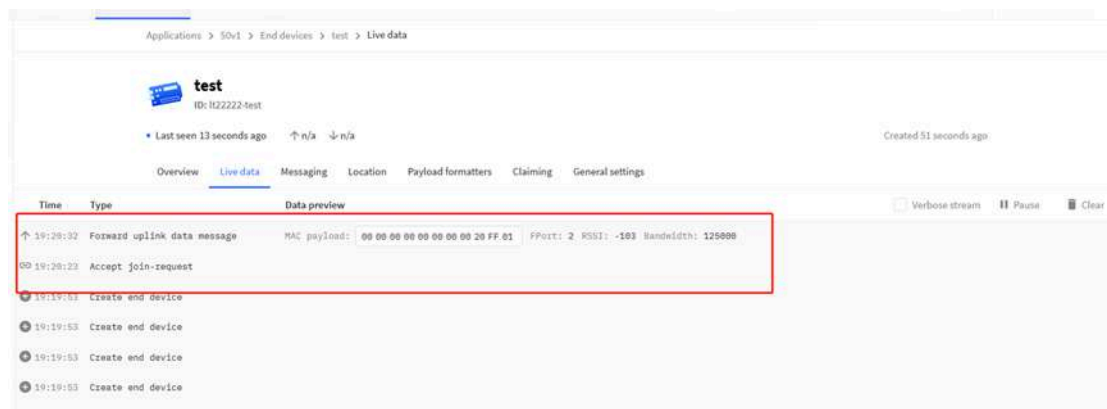 Applications > 50v1 > End devices > test > Live data
test
ID: lt22222-test
• Last seen 13 seconds ago ↑ n/a ↓ n/a Created 51 seconds ago
Overview Live data Messaging Location Payload formatters Claiming General settings
Time Type Data preview Verbose stream Pause Clear
↑ 19:20:32 Forward uplink data message MAC payload: 00 00 00 00 00 00 00 00 20 FF 01 FPort: 2 RSSI: -103 Bandwidth: 125000
19:20:23 Accept join-request
19:19:53 Create end device
19:19:53 Create end device
19:19:53 Create end device
19:19:53 Create end device